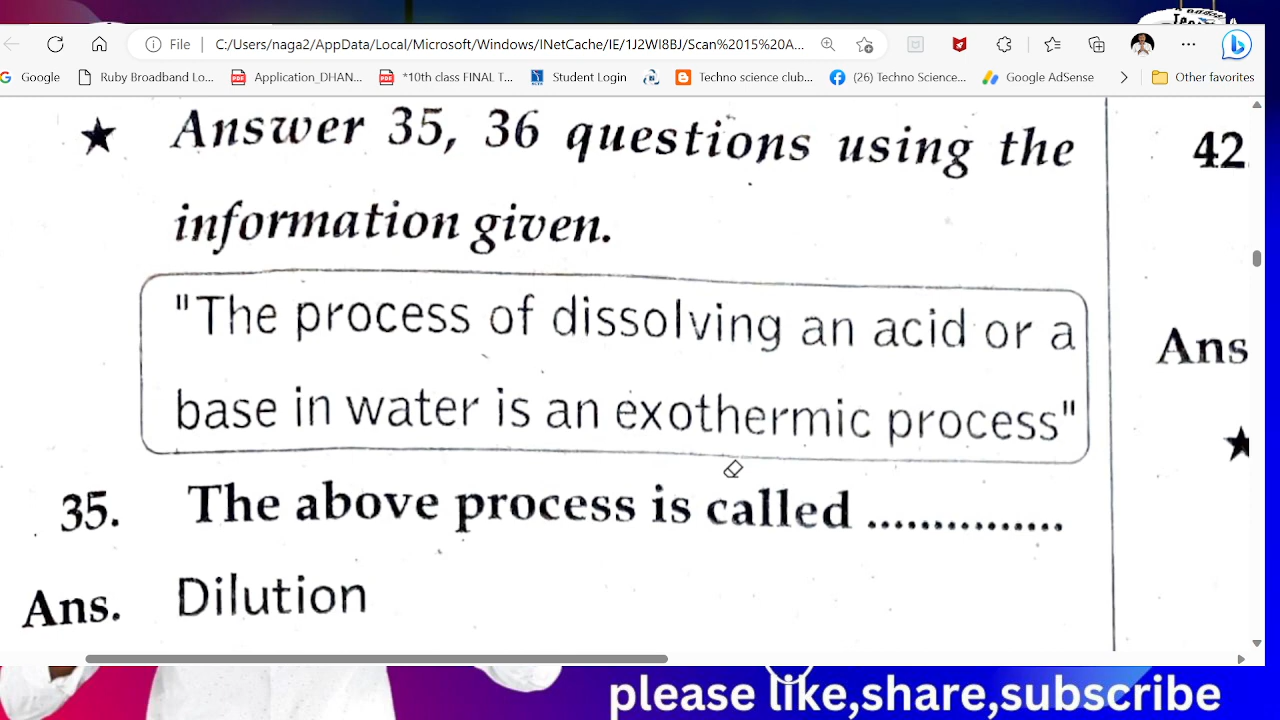 File
C:/Users/naga2/AppData/Local/Microsoft/Windows/INetCache/IE/1J2WI8BJ/Scan%2015%20A...
Google
Ruby Broadband Lo...
Application_DHAN...
*10th class FINAL T...
Student Login
Techno science club...
(26) Techno Science...
Google AdSense
Other favorites
★ Answer 35, 36 questions using the
information given.
"The process of dissolving an acid or a
base in water is an exothermic process"
35. The above process is called ...............
Ans. Dilution
42
Ans
★
please like,share,subscribe